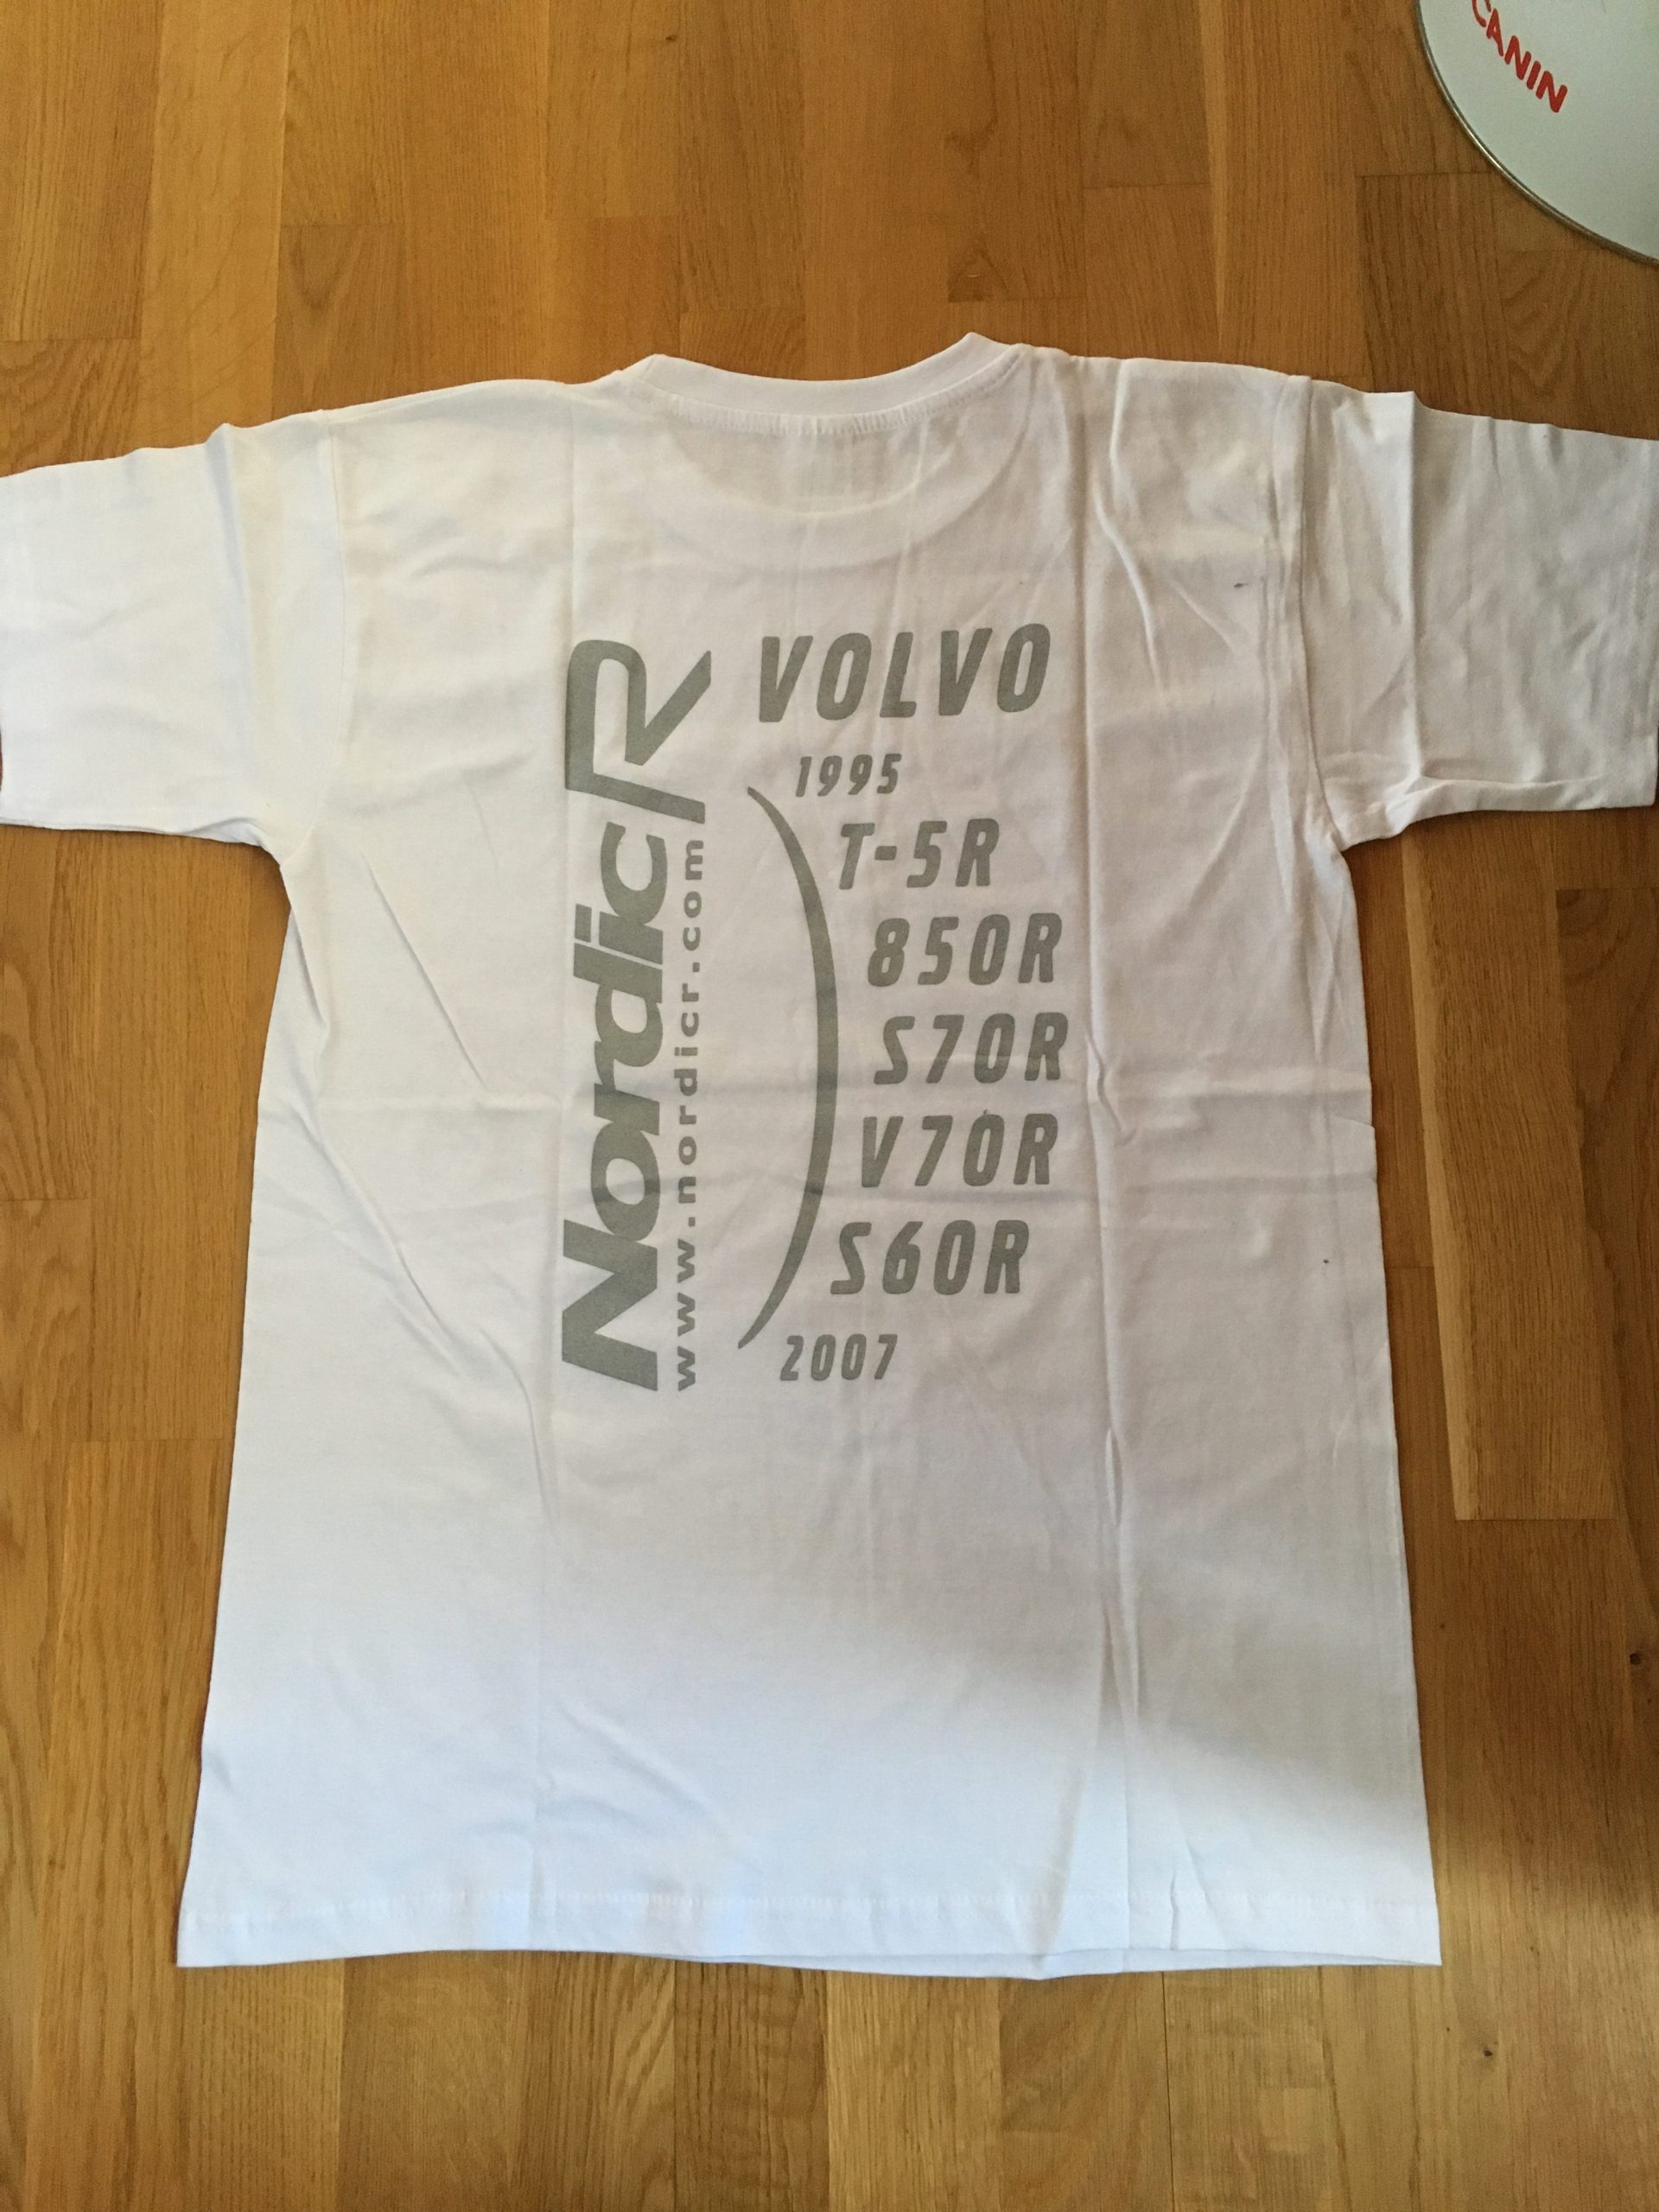 CANIN
NordicR
www.nordicr.com
VOLVO
1995
T-5R
850R
S70R
V70R
S60R
2007